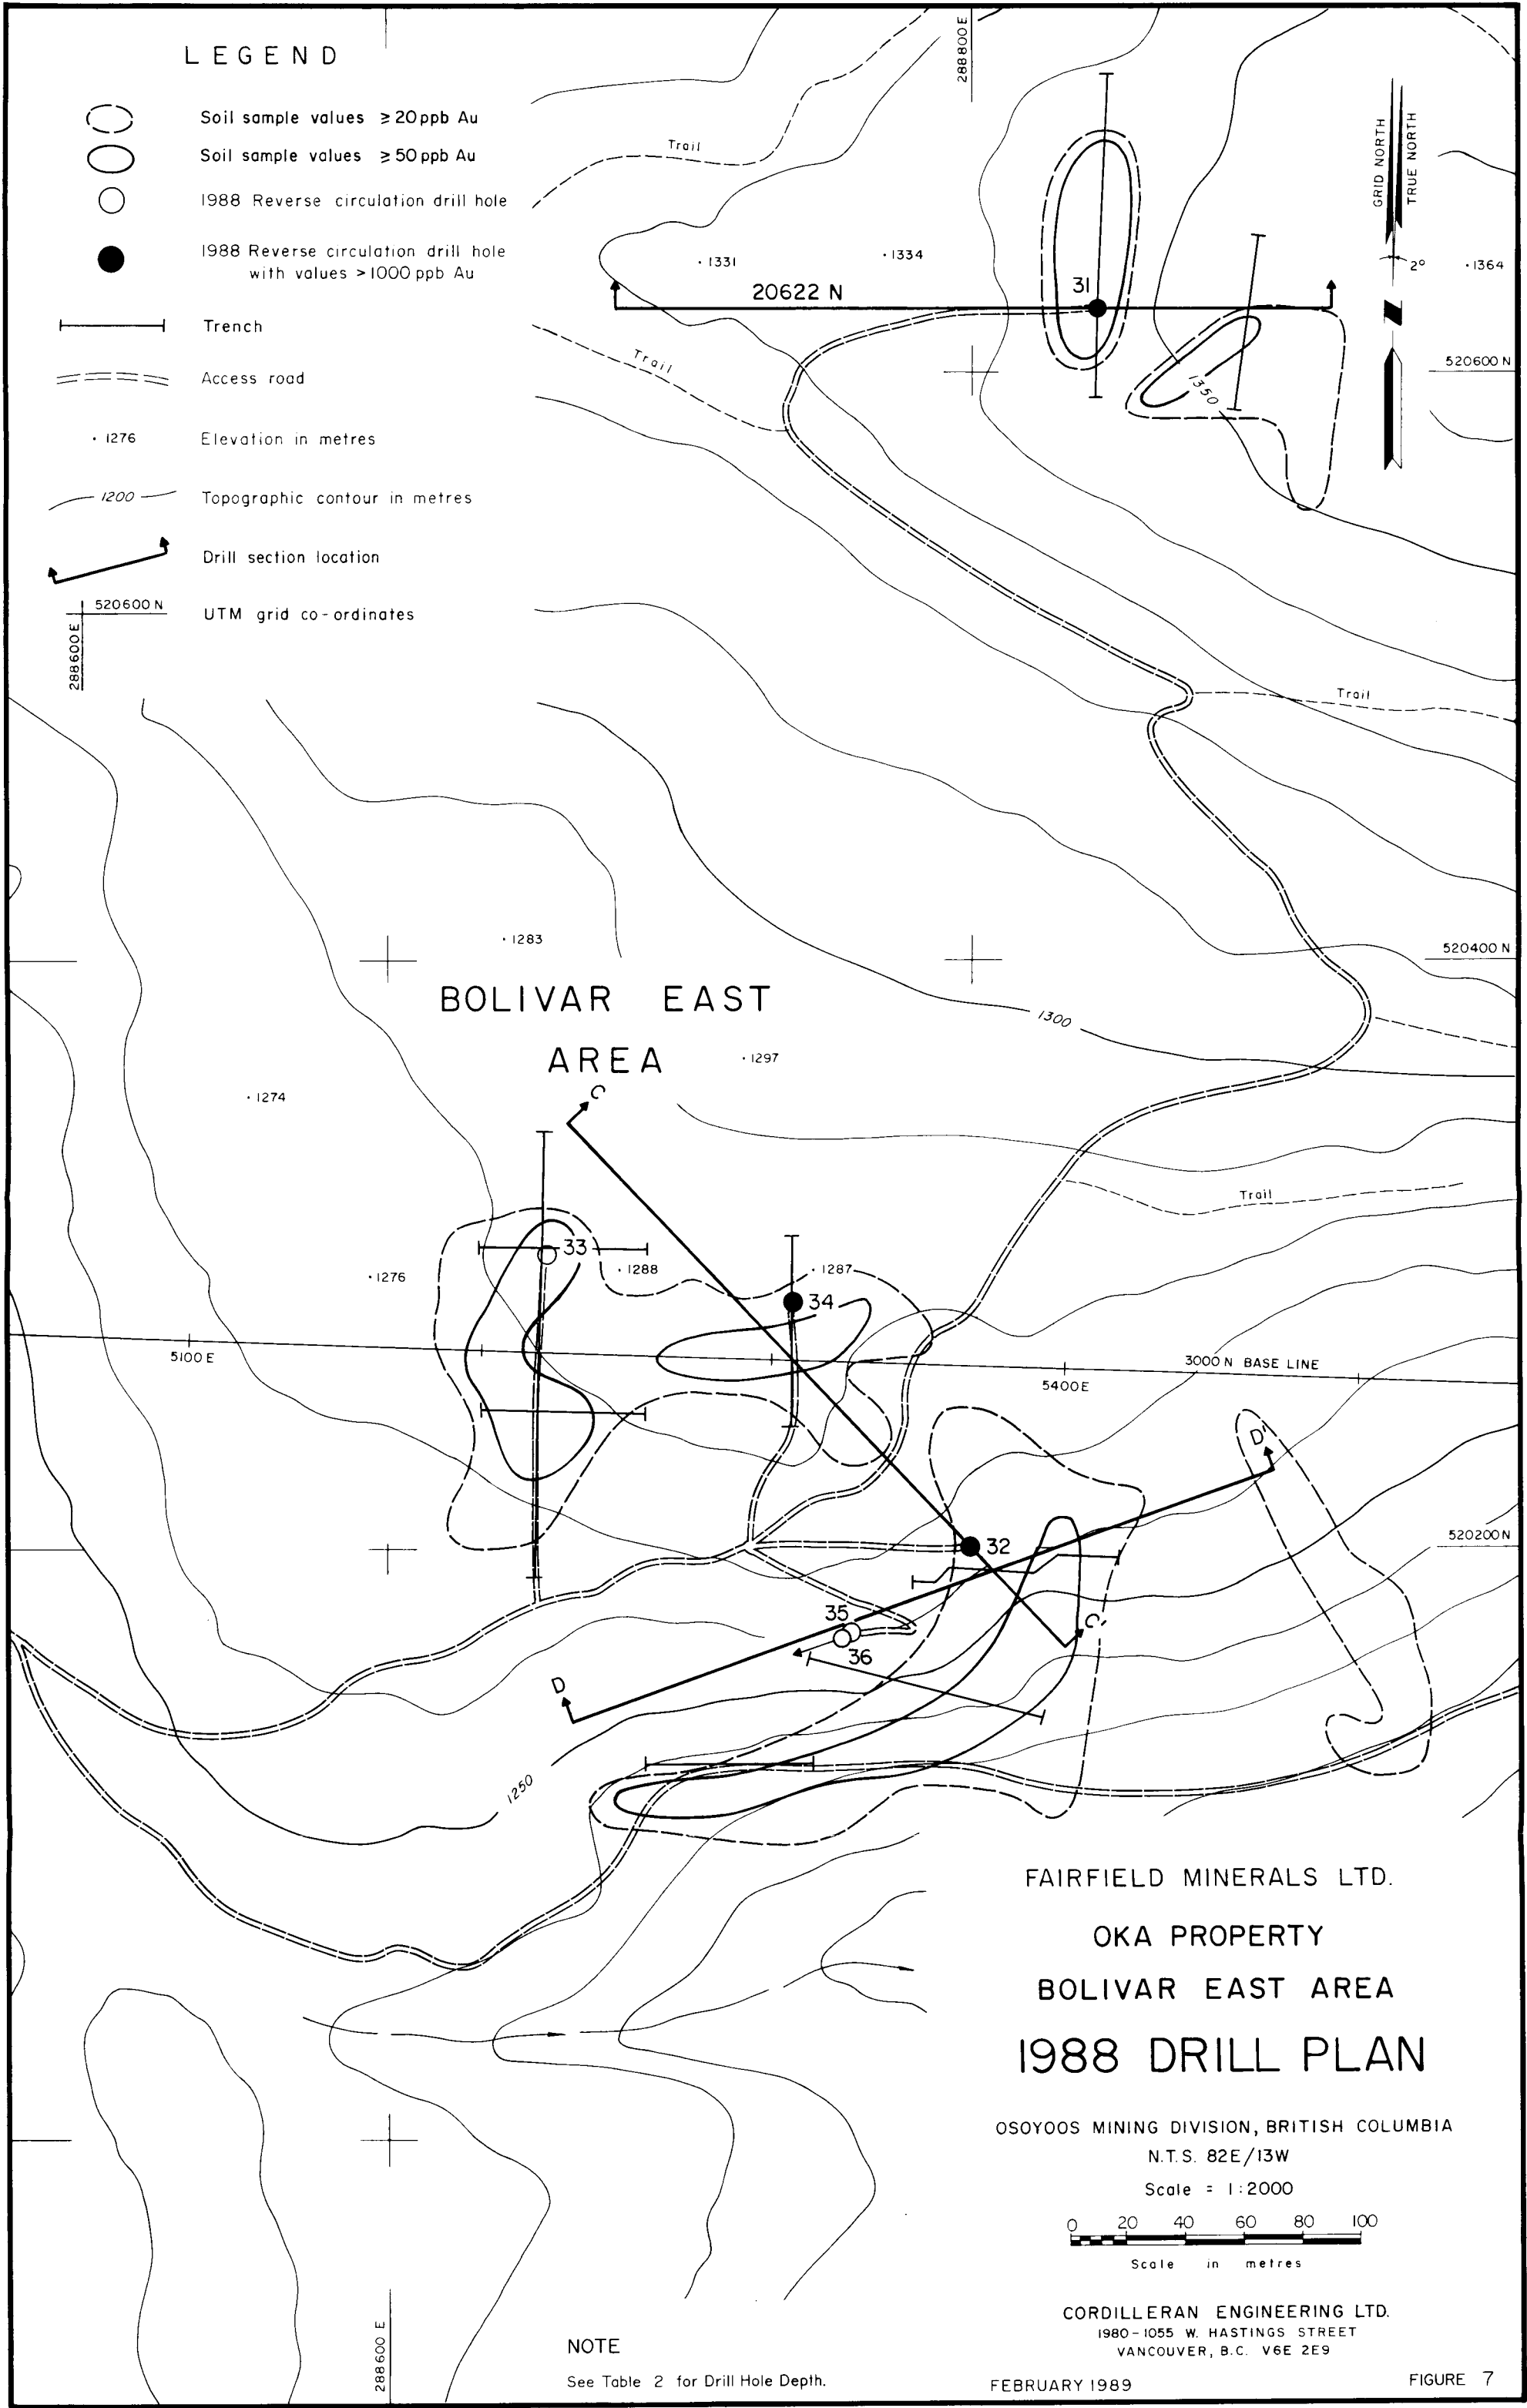 LEGEND
Soil sample values ≥ 20 ppb Au
Soil sample values ≥ 50 ppb Au
1988 Reverse circulation drill hole
1988 Reverse circulation drill hole
with values > 1000 ppb Au
Trench
Access road
· 1276 Elevation in metres
1200 Topographic contour in metres
Drill section location
520600 N UTM grid co-ordinates
288600 E
288800 E
Trail
GRID NORTH
TRUE NORTH
2°
· 1331
· 1334
· 1364
31
20622 N
Trail
1350
520600 N
Trail
· 1283
520400 N
BOLIVAR EAST
AREA
1300
· 1297
· 1274
C
Trail
33
· 1276
· 1288
· 1287
34
5100 E
3000 N BASE LINE
5400 E
D'
32
520200 N
35
36
C'
D
1250
FAIRFIELD MINERALS LTD.
OKA PROPERTY
BOLIVAR EAST AREA
1988 DRILL PLAN
OSOYOOS MINING DIVISION, BRITISH COLUMBIA
N.T.S. 82E/13W
Scale = 1:2000
0 20 40 60 80 100
Scale in metres
CORDILLERAN ENGINEERING LTD.
1980-1055 W. HASTINGS STREET
VANCOUVER, B.C. V6E 2E9
288600 E
NOTE
See Table 2 for Drill Hole Depth.
FEBRUARY 1989
FIGURE 7